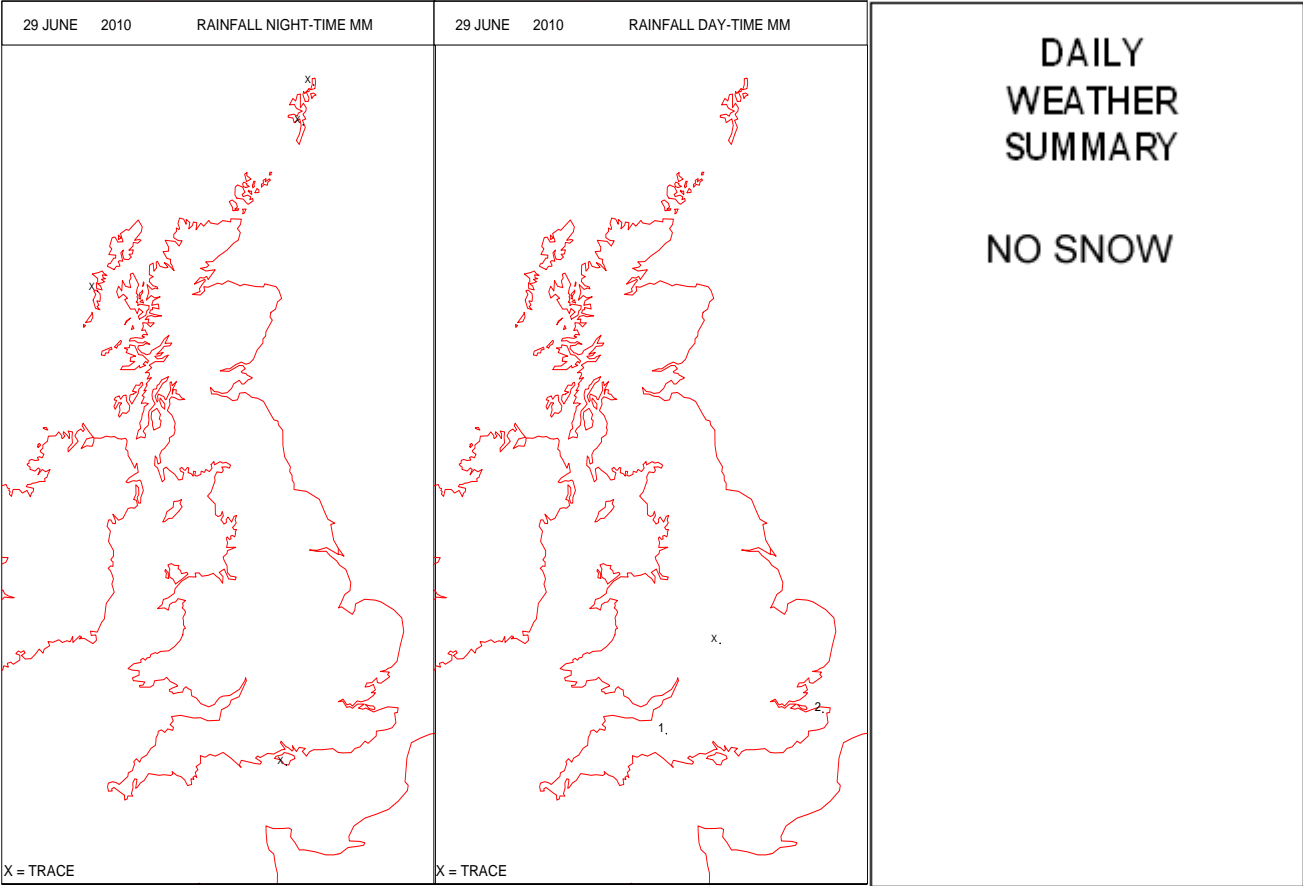 29 JUNE 2010 RAINFALL NIGHT-TIME MM
X
X
X
X.
X = TRACE
29 JUNE 2010 RAINFALL DAY-TIME MM
X.
2.
1.
X = TRACE
DAILY
WEATHER
SUMMARY
NO SNOW